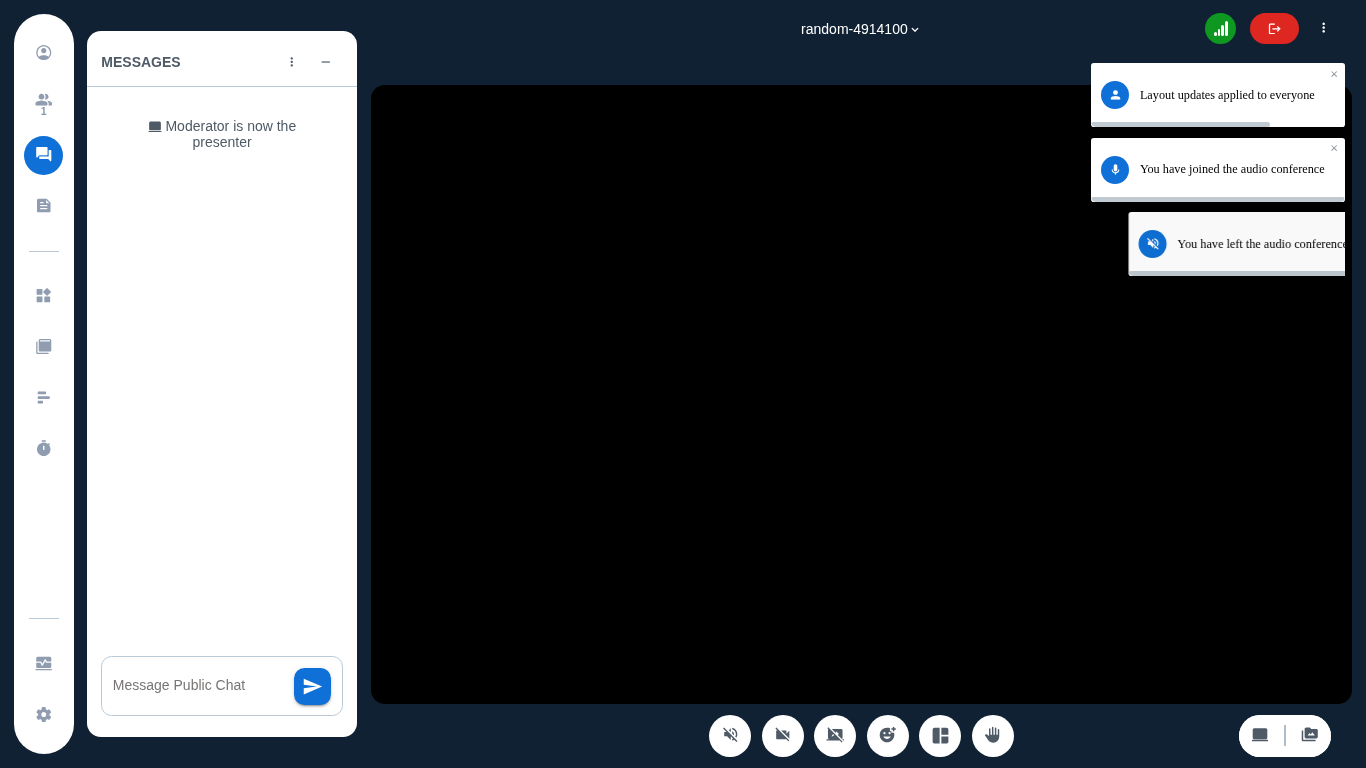 random-4914100
MESSAGES
1
Moderator is now the
presenter
Layout updates applied to everyone
You have joined the audio conference
You have left the audio conference
Message Public Chat